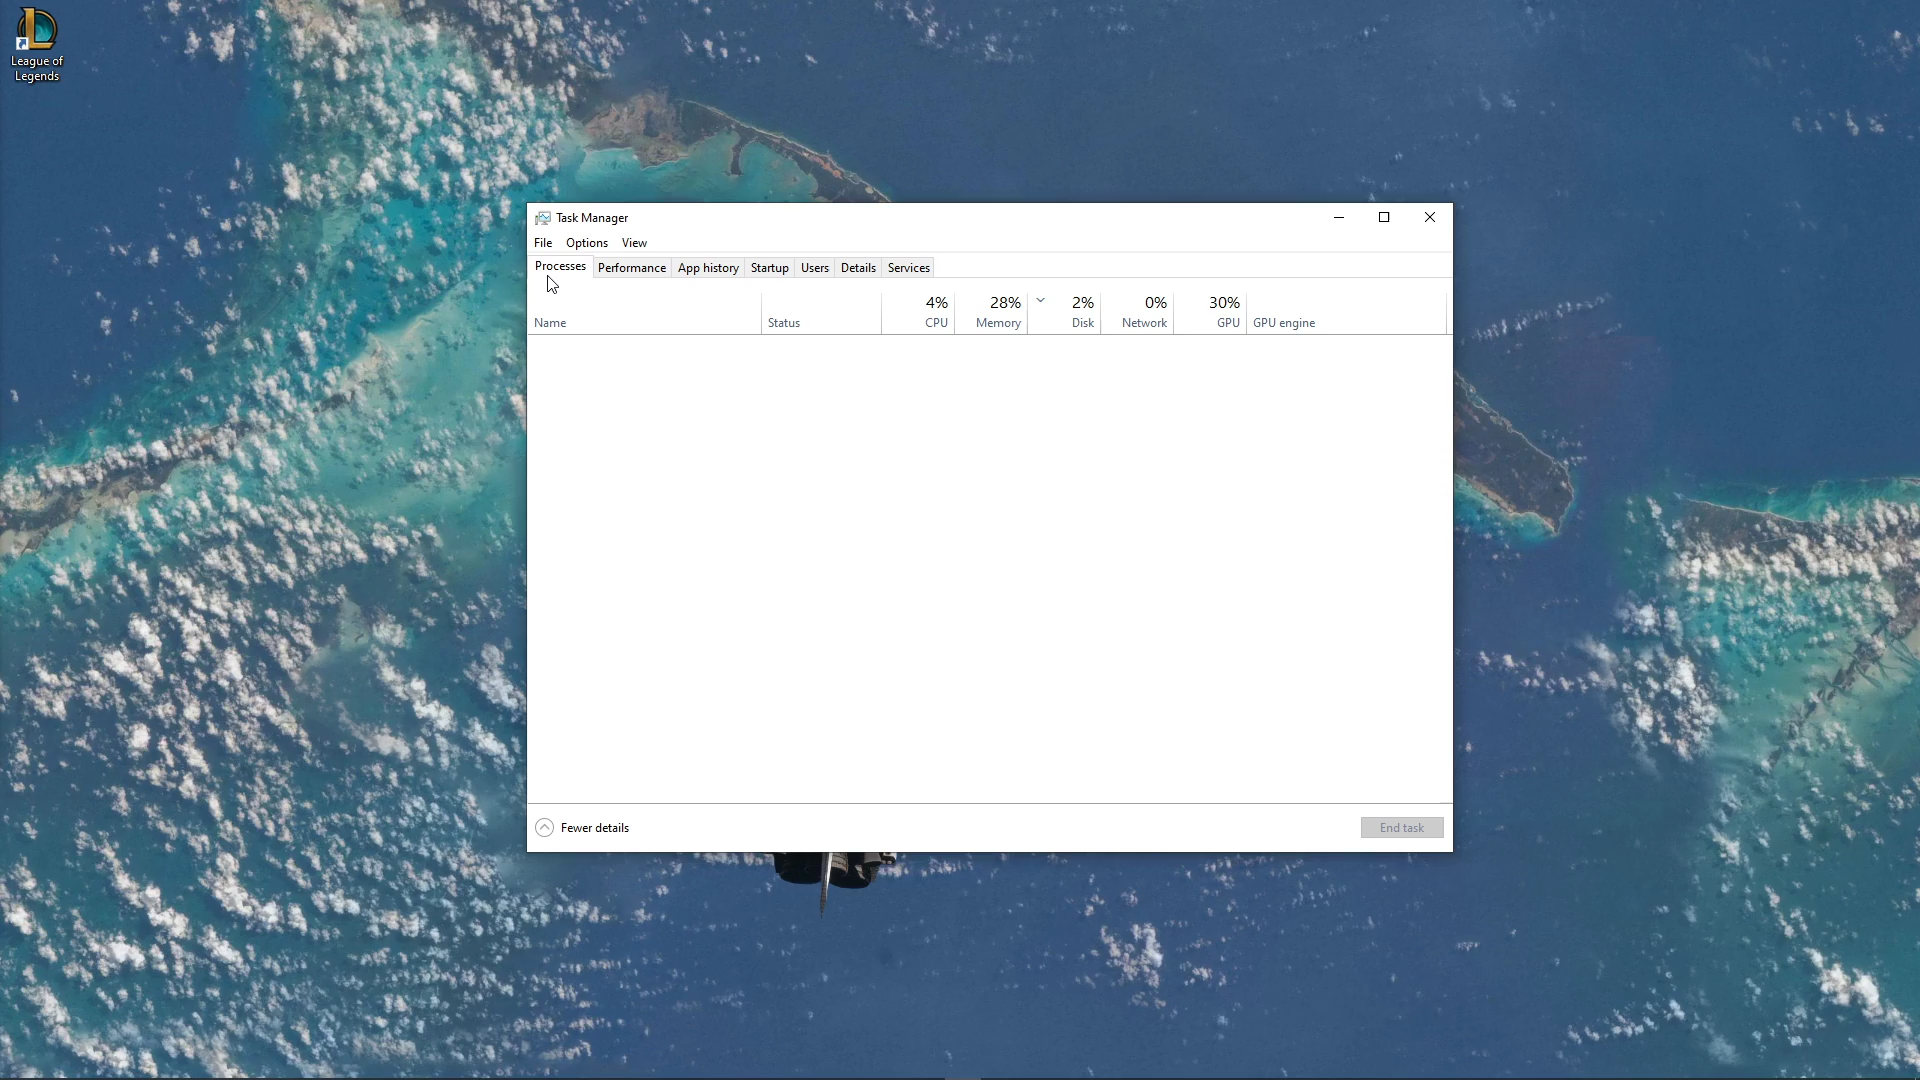 League of
Legends
Task Manager
File Options View
Processes Performance App history Startup Users Details Services
4% 28% 2% 0% 30%
Name Status CPU Memory Disk Network GPU GPU engine
Fewer details End task